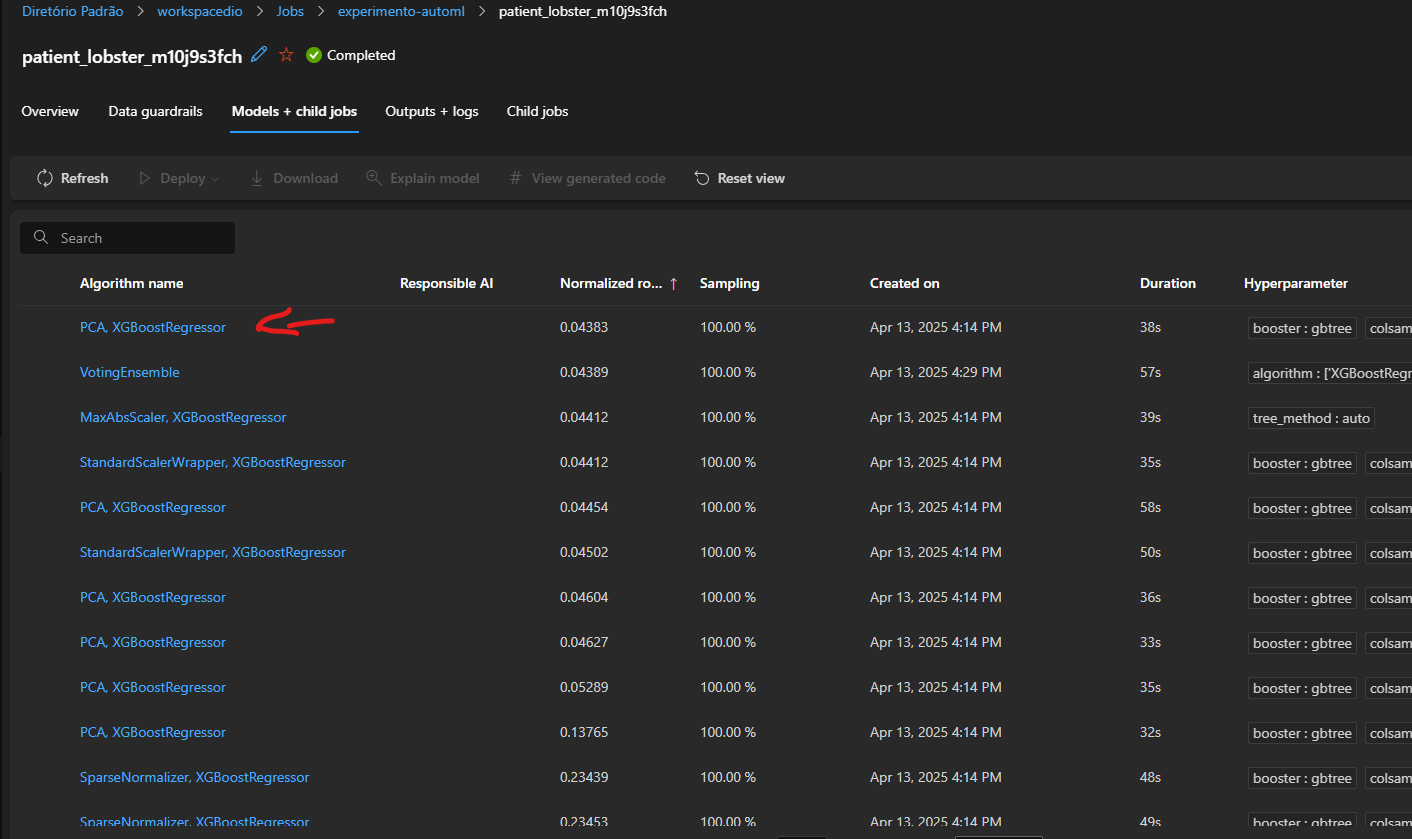 Diretório Padrão > workspacedio > Jobs > experimento-automl > patient_lobster_m10j9s3fch
patient_lobster_m10j9s3fch Completed
Overview Data guardrails Models + child jobs Outputs + logs Child jobs
Refresh Deploy Download Explain model # View generated code Reset view
Search
Algorithm name Responsible AI Normalized ro... ↑ Sampling Created on Duration Hyperparameter
PCA, XGBoostRegressor 0.04383 100.00 % Apr 13, 2025 4:14 PM 38s booster : gbtree colsam
VotingEnsemble 0.04389 100.00 % Apr 13, 2025 4:29 PM 57s algorithm : ['XGBoostRegr
MaxAbsScaler, XGBoostRegressor 0.04412 100.00 % Apr 13, 2025 4:14 PM 39s tree_method : auto
StandardScalerWrapper, XGBoostRegressor 0.04412 100.00 % Apr 13, 2025 4:14 PM 35s booster : gbtree colsam
PCA, XGBoostRegressor 0.04454 100.00 % Apr 13, 2025 4:14 PM 58s booster : gbtree colsam
StandardScalerWrapper, XGBoostRegressor 0.04502 100.00 % Apr 13, 2025 4:14 PM 50s booster : gbtree colsam
PCA, XGBoostRegressor 0.04604 100.00 % Apr 13, 2025 4:14 PM 36s booster : gbtree colsam
PCA, XGBoostRegressor 0.04627 100.00 % Apr 13, 2025 4:14 PM 33s booster : gbtree colsam
PCA, XGBoostRegressor 0.05289 100.00 % Apr 13, 2025 4:14 PM 35s booster : gbtree colsam
PCA, XGBoostRegressor 0.13765 100.00 % Apr 13, 2025 4:14 PM 32s booster : gbtree colsam
SparseNormalizer, XGBoostRegressor 0.23439 100.00 % Apr 13, 2025 4:14 PM 48s booster : gbtree colsam
SparseNormalizer, XGBoostRegressor 0.23453 100.00 % Apr 13, 2025 4:14 PM 49s booster : gbtree colsam